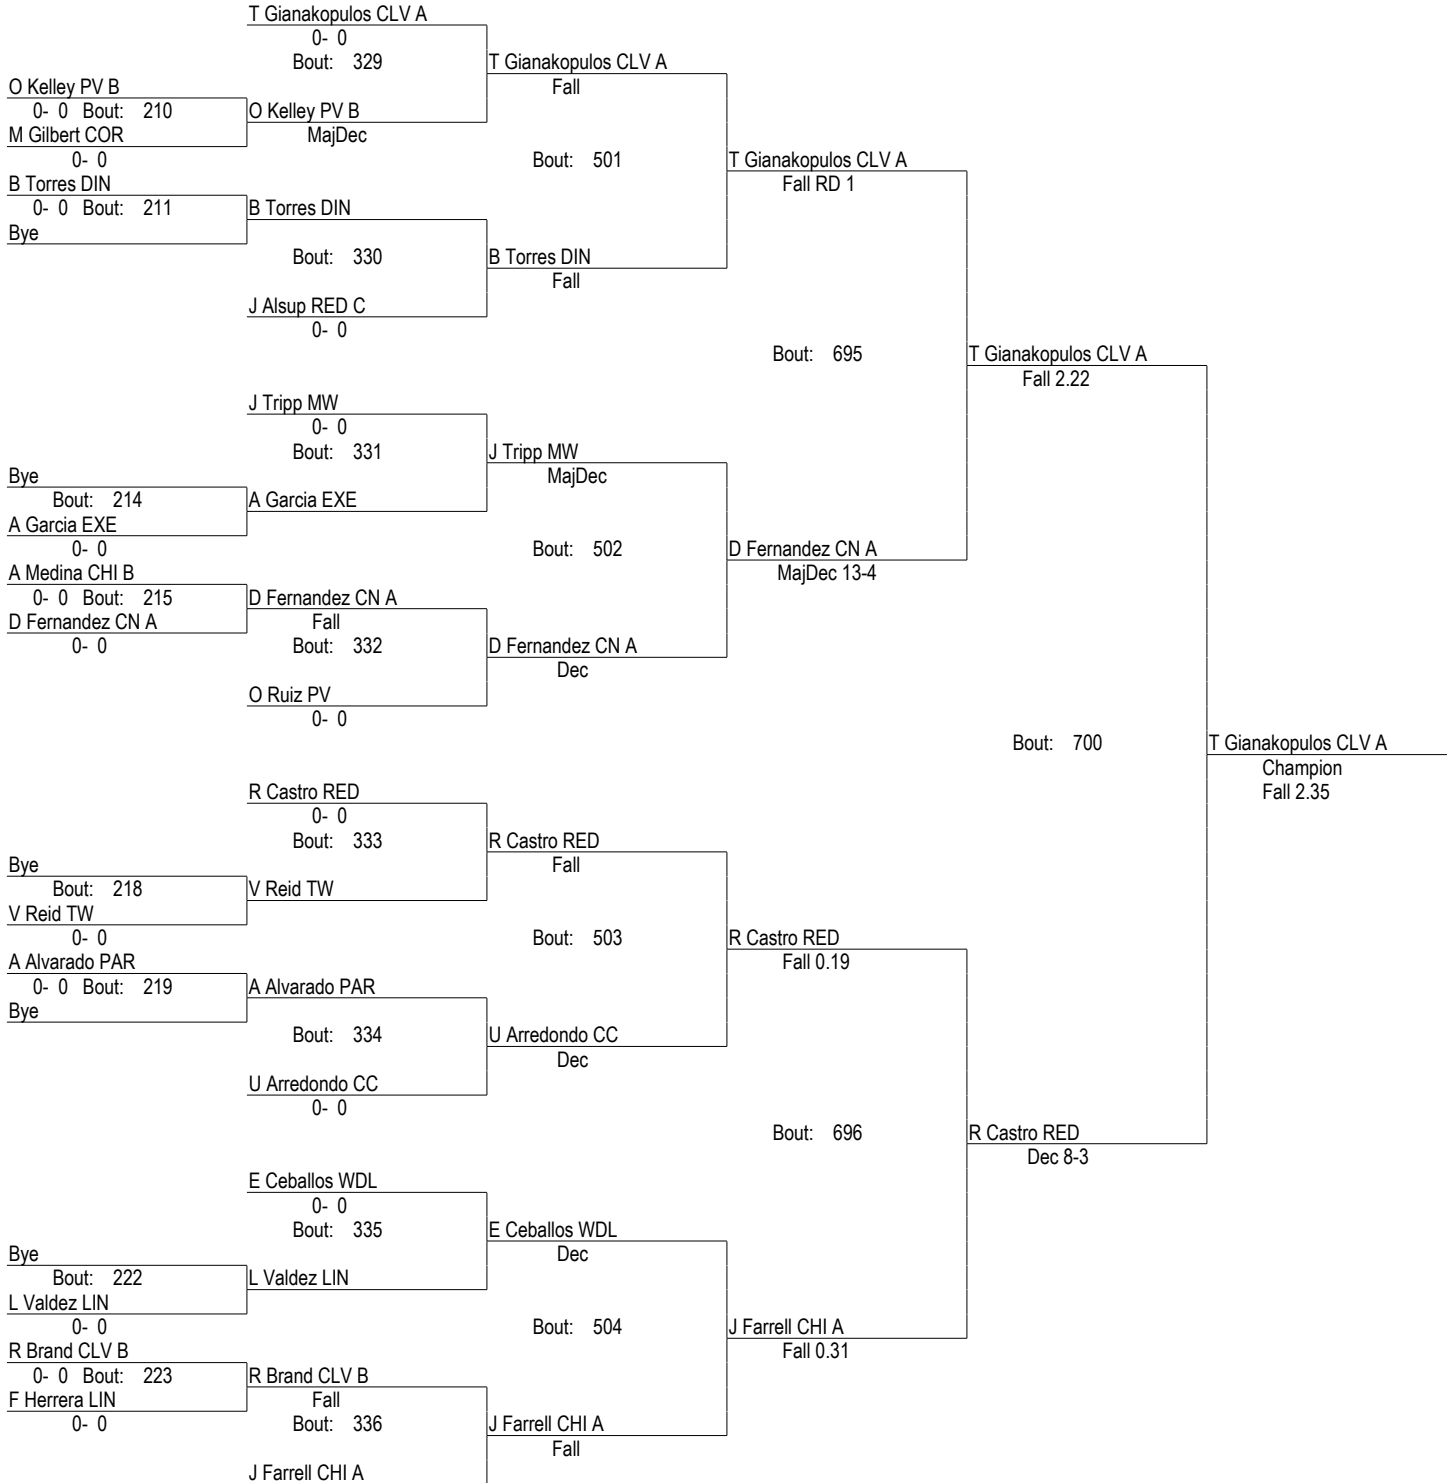 T Gianakopulos CLV A
0- 0
Bout: 329
T Gianakopulos CLV A
Fall
O Kelley PV B
0- 0 Bout: 210
O Kelley PV B
MajDec
M Gilbert COR
0- 0
Bout: 501
T Gianakopulos CLV A
Fall RD 1
B Torres DIN
0- 0 Bout: 211
B Torres DIN
Bye
Bout: 330
B Torres DIN
Fall
J Alsup RED C
0- 0
Bout: 695
T Gianakopulos CLV A
Fall 2.22
J Tripp MW
0- 0
Bout: 331
J Tripp MW
MajDec
Bye
Bout: 214
A Garcia EXE
A Garcia EXE
0- 0
Bout: 502
D Fernandez CN A
MajDec 13-4
A Medina CHI B
0- 0 Bout: 215
D Fernandez CN A
Fall
D Fernandez CN A
0- 0
Bout: 332
D Fernandez CN A
Dec
O Ruiz PV
0- 0
Bout: 700
T Gianakopulos CLV A
Champion
Fall 2.35
R Castro RED
0- 0
Bout: 333
R Castro RED
Fall
Bye
Bout: 218
V Reid TW
V Reid TW
0- 0
Bout: 503
R Castro RED
Fall 0.19
A Alvarado PAR
0- 0 Bout: 219
A Alvarado PAR
Bye
Bout: 334
U Arredondo CC
Dec
U Arredondo CC
0- 0
Bout: 696
R Castro RED
Dec 8-3
E Ceballos WDL
0- 0
Bout: 335
E Ceballos WDL
Dec
Bye
Bout: 222
L Valdez LIN
L Valdez LIN
0- 0
Bout: 504
J Farrell CHI A
Fall 0.31
R Brand CLV B
0- 0 Bout: 223
R Brand CLV B
Fall
F Herrera LIN
0- 0
Bout: 336
J Farrell CHI A
Fall
J Farrell CHI A